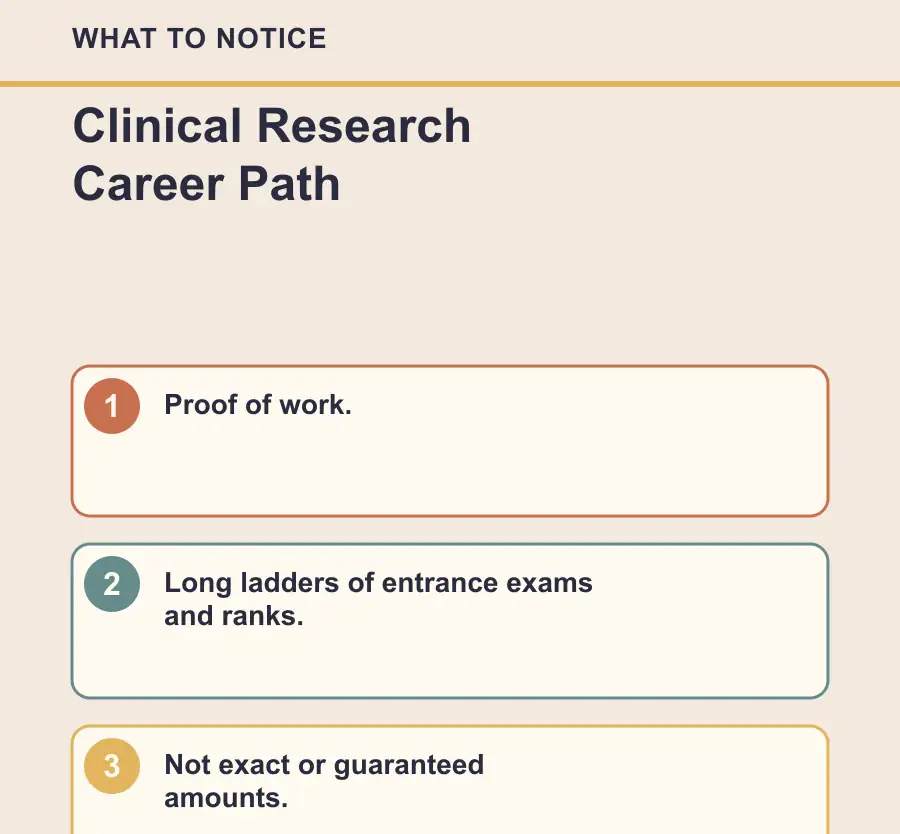 WHAT TO NOTICE
Clinical Research
Career Path
1
Proof of work.
2
Long ladders of entrance exams
and ranks.
3
Not exact or guaranteed
amounts.